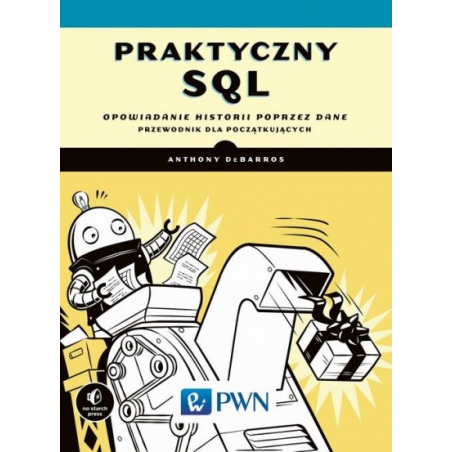 PRAKTYCZNY
SQL
OPOWIADANIE HISTORII POPRZEZ DANE
PRZEWODNIK DLA POCZĄTKUJĄCYCH
ANTHONY DEBARROS
no starch
press
PWN